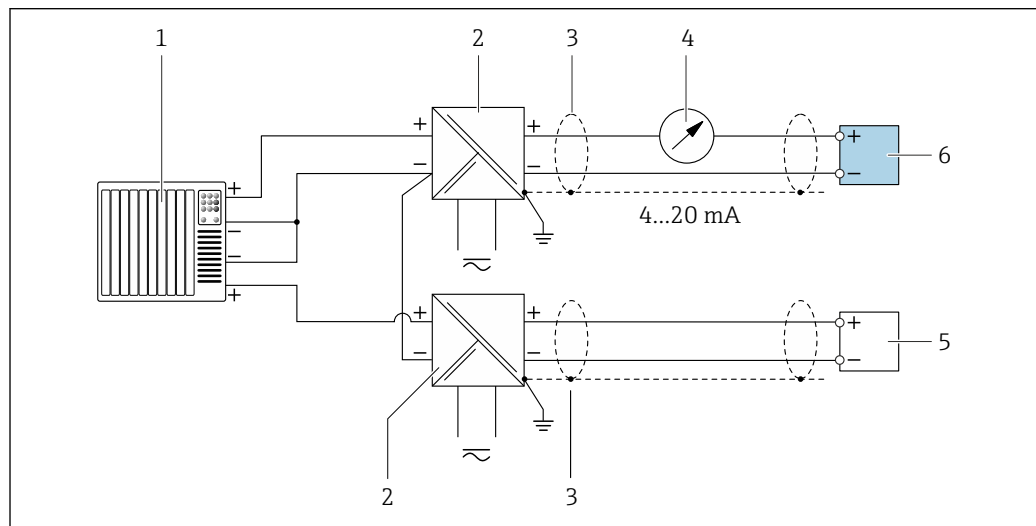 1 2 3 4
+ +
+ − − +
− 6
+
4...20 mA
−
−
+ + + +
− − − 5
2 3